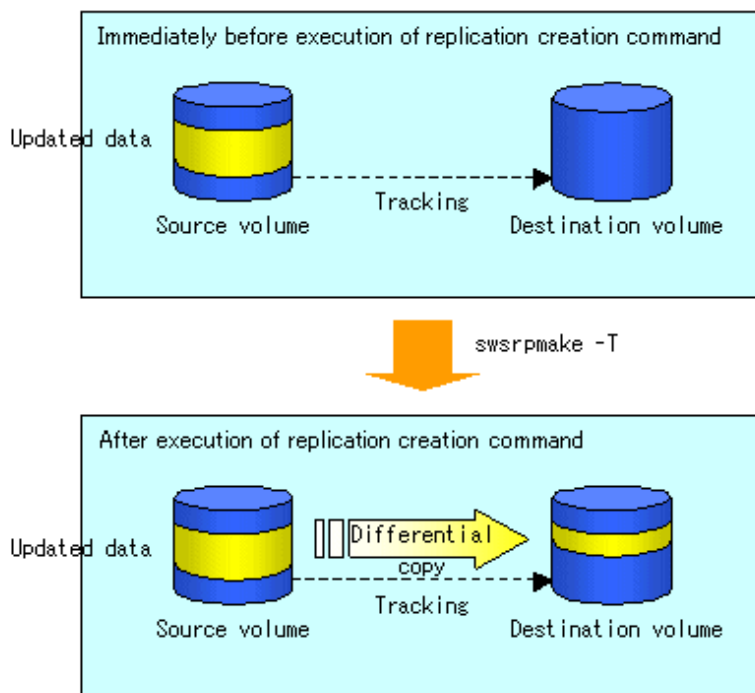 Immediately before execution of replication creation command
Updated data
Tracking
Source volume
Destination volume
swsrpmake -T
After execution of replication creation command
Differential
Updated data
copy
Tracking
Source volume
Destination volume